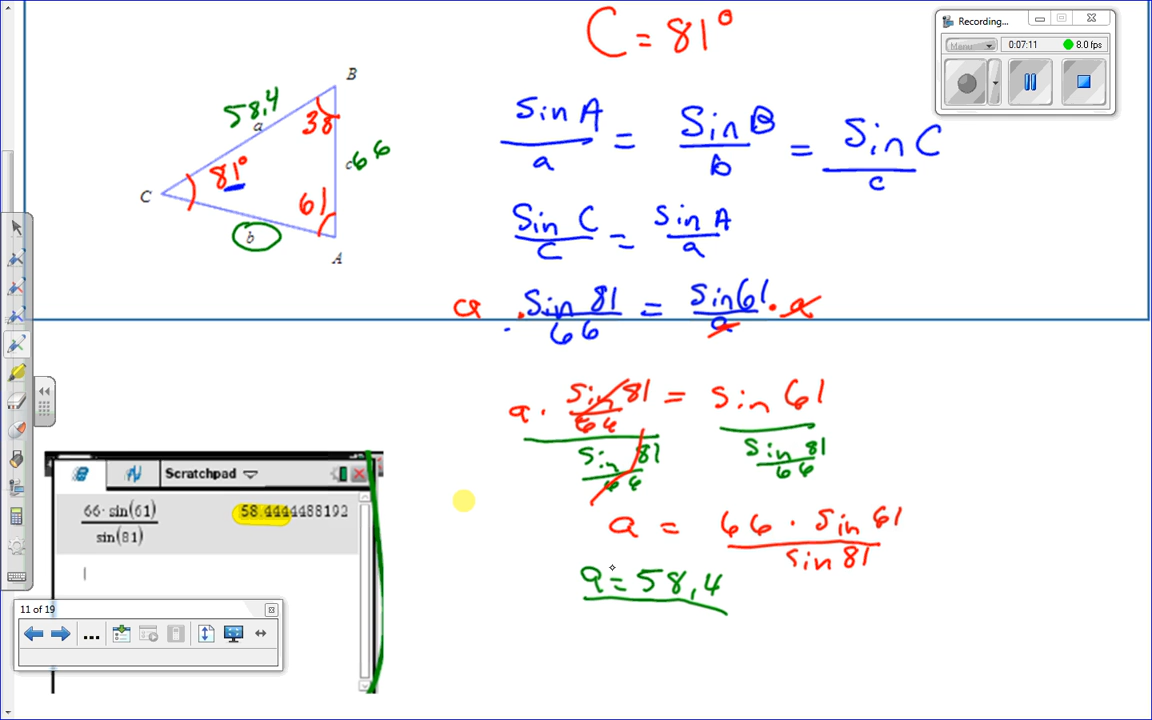 C = 81°
Recording...
Menu
0:07:11
8.0 fps
B
58,4
a
38
c 66
81°
C
61
b
A
sin A / a = sin B / b = sin C / c
sin C / c = sin A / a
a · sin 81 / 66 = sin 61 / a · a
a · sin 81 / 66 = sin 61
sin 81 / 66
sin 81 / 66
a = 66 · sin 61 / sin 81
a = 58,4
Scratchpad
66·sin(61)
sin(81)
58.4444488192
11 of 19
...